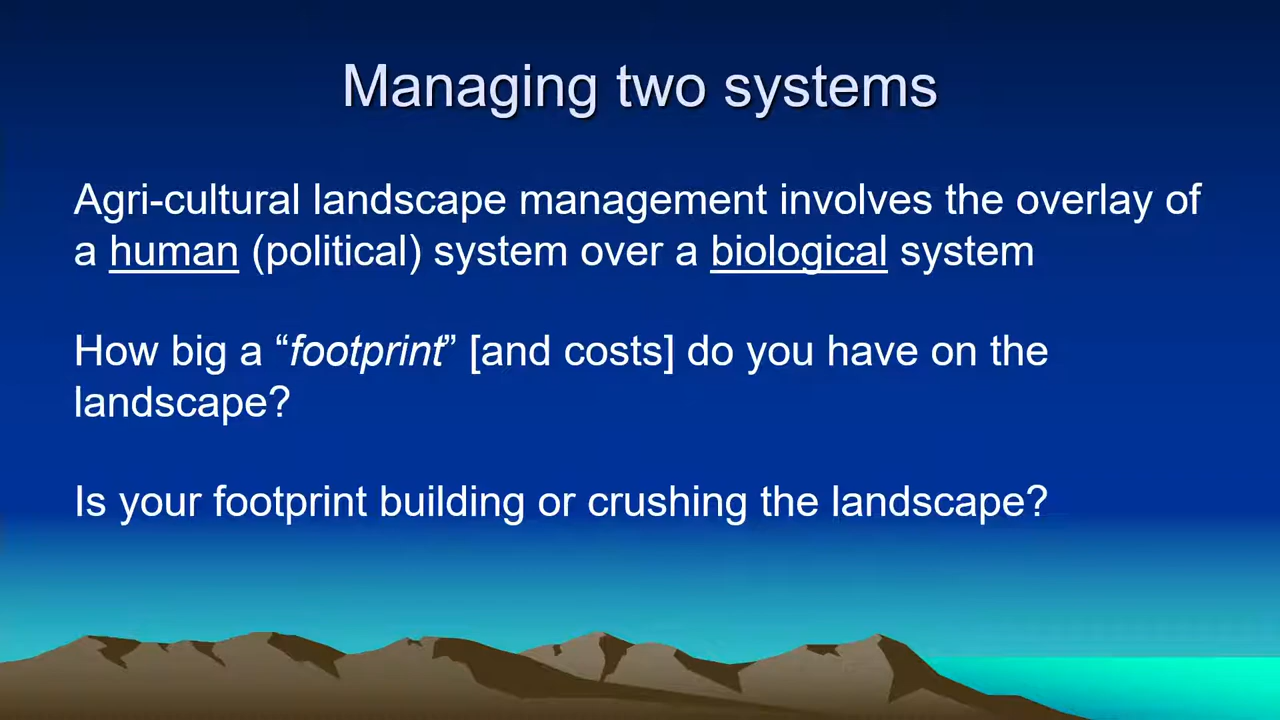 Managing two systems
Agri-cultural landscape management involves the overlay of
a human (political) system over a biological system
How big a “footprint” [and costs] do you have on the
landscape?
Is your footprint building or crushing the landscape?